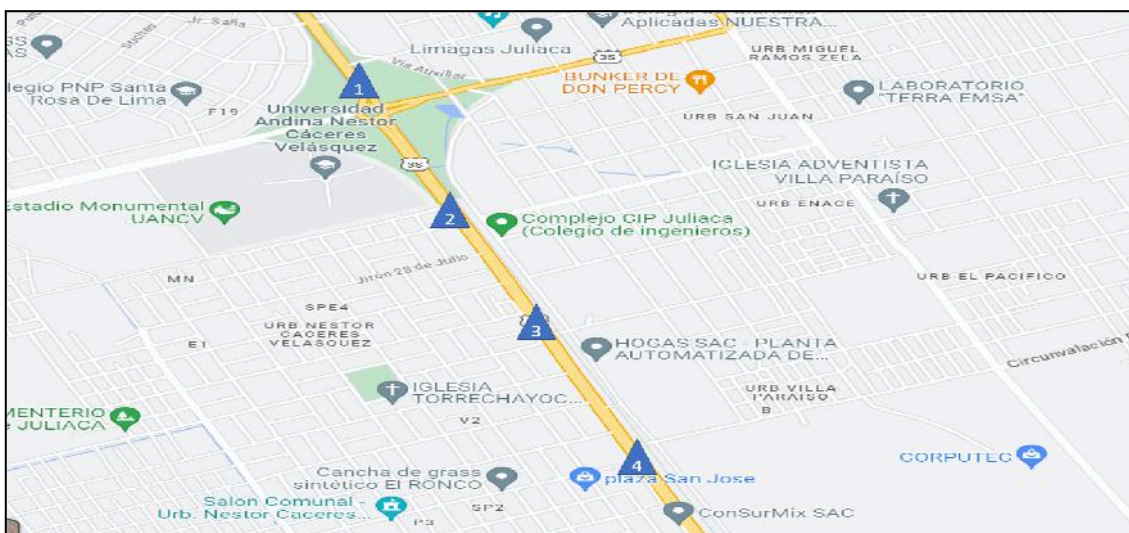 Jr. Saña
Suches
Limagas Juliaca
Aplicadas NUESTRA...
35
Via Auxiliar
URB MIGUEL
RAMOS ZELA
BUNKER DE
DON PERCY
LABORATORIO
"TERRA EMSA"
legio PNP Santa
Rosa De Lima
F19
1
Universidad
Andina Nestor
Cáceres
Velásquez
URB SAN JUAN
35
IGLESIA ADVENTISTA
VILLA PARAÍSO
URB ENACE
Estadio Monumental
UANCV
2
Complejo CIP Juliaca
(Colegio de ingenieros)
Jirón 28 de Julio
MN
URB EL PACIFICO
SPE4
URB NESTOR
CACERES
VELASQUEZ
E1
3
HOGAS SAC - PLANTA
AUTOMATIZADA DE...
Circunvalación
IGLESIA
TORRECHAYOC...
URB VILLA
PARAISO
B
MENTERIO
JULIACA
V2
4
CORPUTEC
Cancha de grass
sintético El RONCO
plaza San Jose
Salon Comunal -
Urb. Nestor Caceres...
SP2
P3
ConSurMix SAC